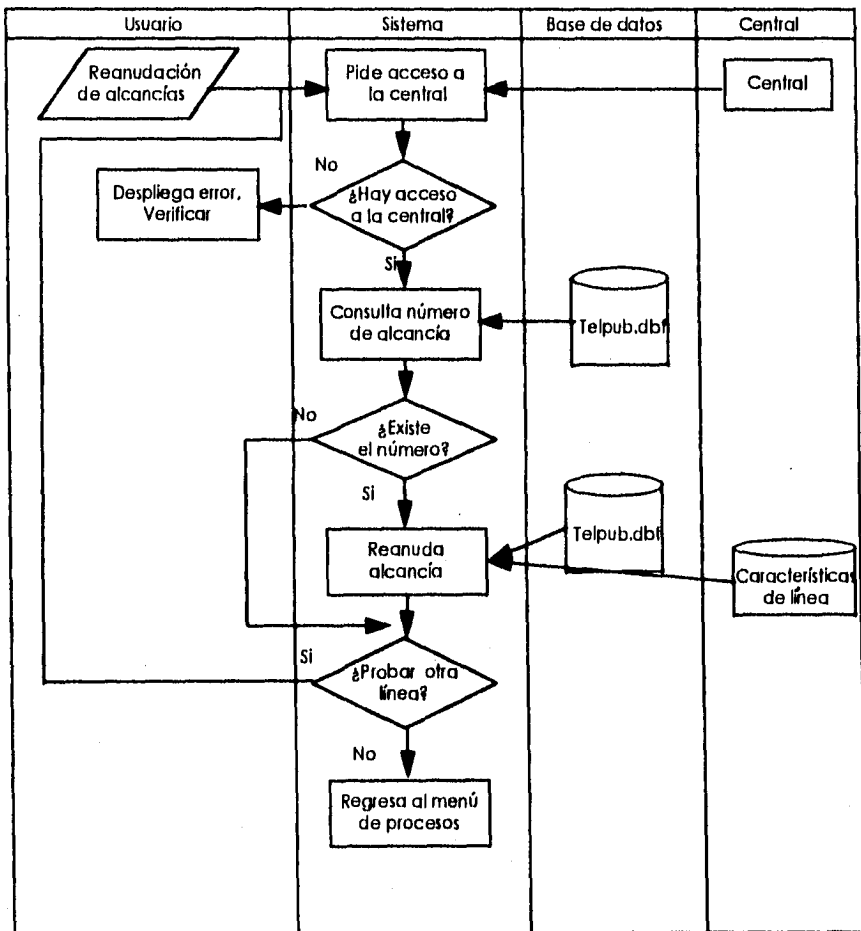 Usuario
Sistema
Base de datos
Central
Reanudación
de alcancías
Pide acceso a
la central
Central
No
Despliega error,
Verificar
¿Hay acceso
a la central?
Si
Consulta número
de alcancía
Telpub.dbf
No
¿Existe
el número?
Si
Telpub.dbf
Reanuda
alcancía
Características
de línea
Si
¿Probar otra
línea?
No
Regresa al menú
de procesos